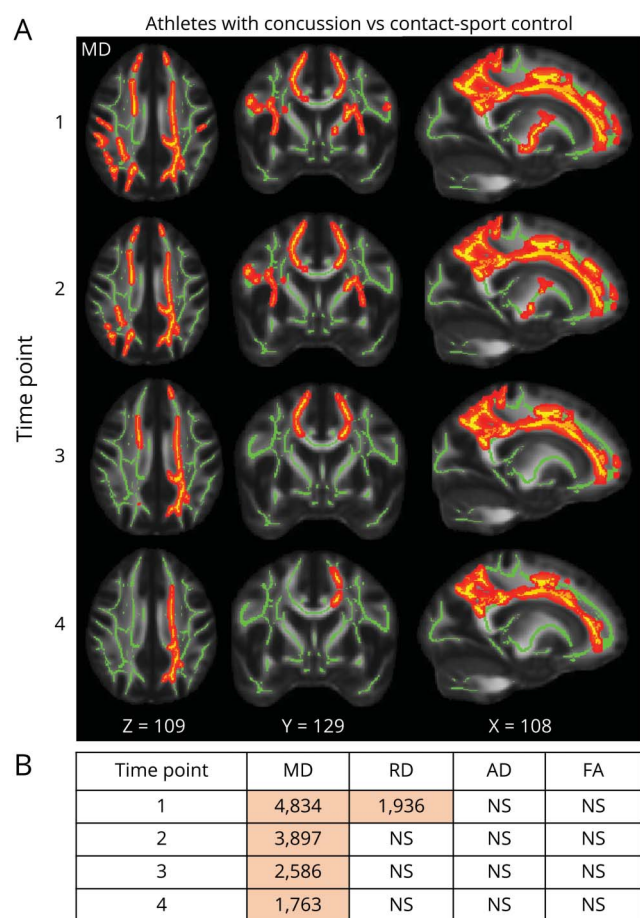 A
Athletes with concussion vs contact-sport control
MD
Time point
1
2
3
4
Z = 109 Y = 129 X = 108
B
Time point MD RD AD FA
1 4,834 1,936 NS NS
2 3,897 NS NS NS
3 2,586 NS NS NS
4 1,763 NS NS NS